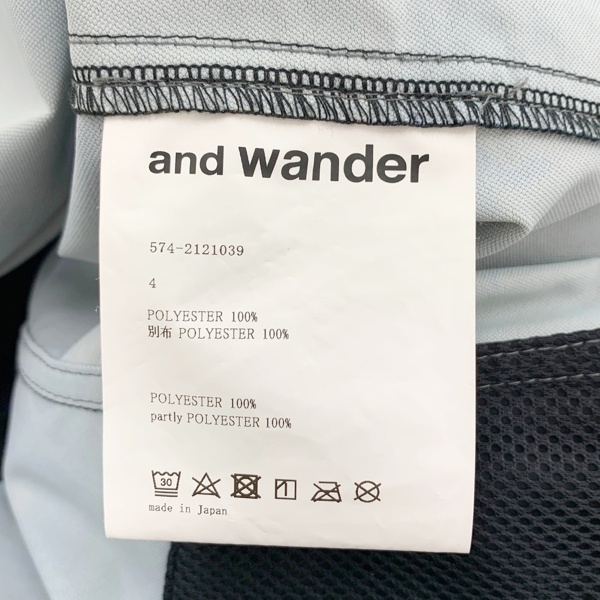 and wander
574-2121039
4
POLYESTER 100%
別布 POLYESTER 100%
POLYESTER 100%
partly POLYESTER 100%
30
made in Japan